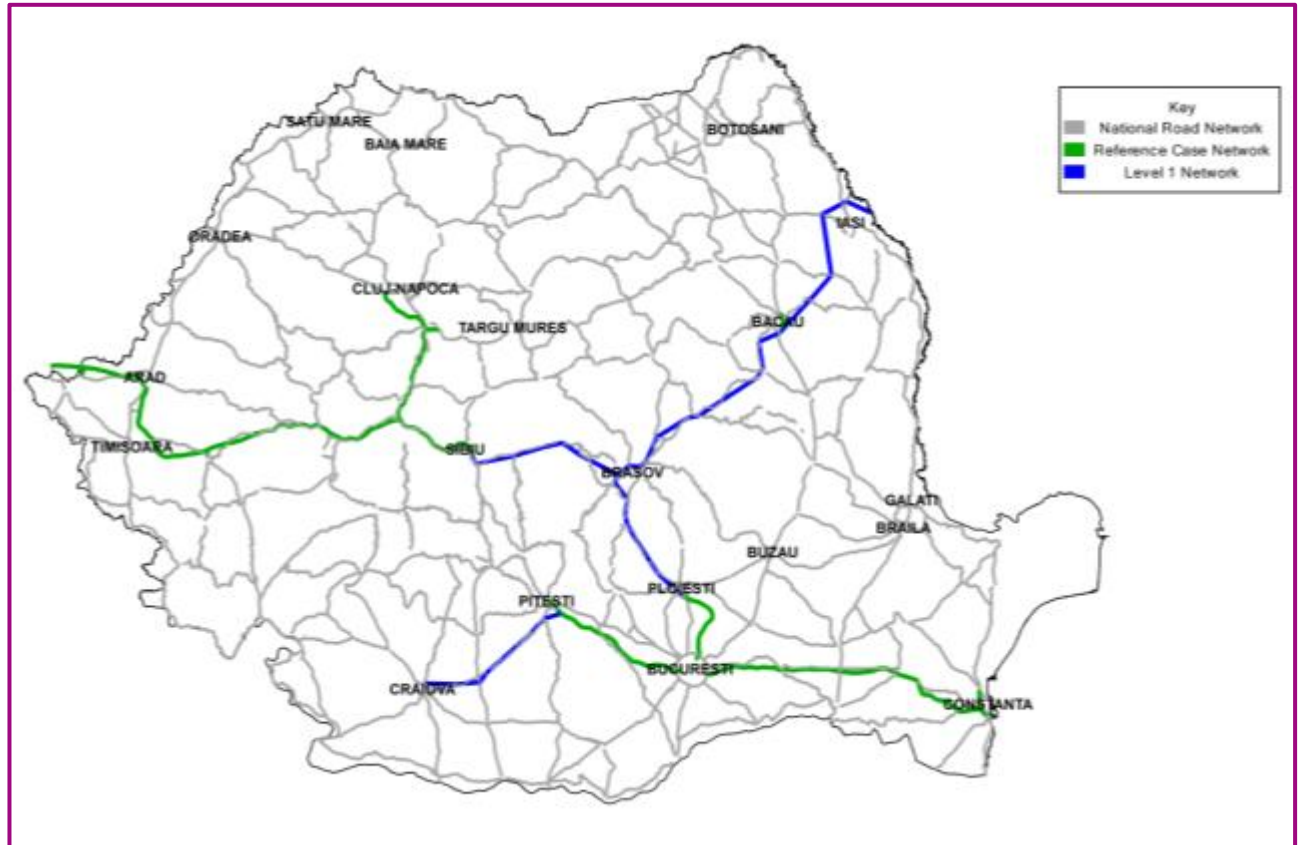 Key
National Road Network
Reference Case Network
Level 1 Network
SATU MARE
BAIA MARE
BOTOSANI
ORADEA
IASI
CLUJ-NAPOCA
TARGU MURES
BACAU
ARAD
TIMISOARA
SIBIU
BRASOV
GALATI
BRAILA
BUZAU
PLOIESTI
PITESTI
BUCURESTI
CRAIOVA
CONSTANTA